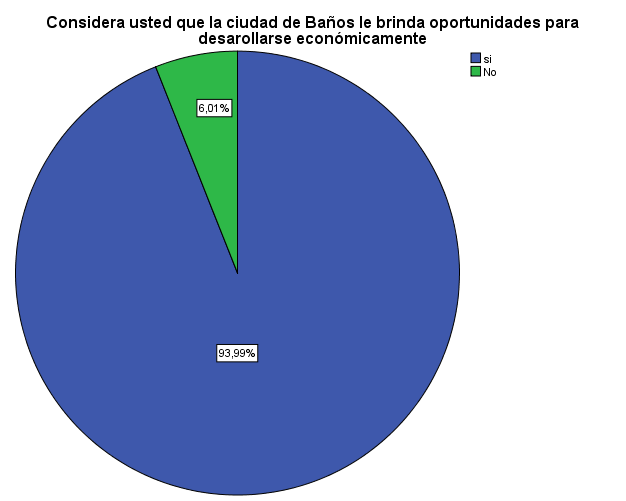 Considera usted que la ciudad de Baños le brinda oportunidades para
desarollarse económicamente
si
No
6,01%
93,99%